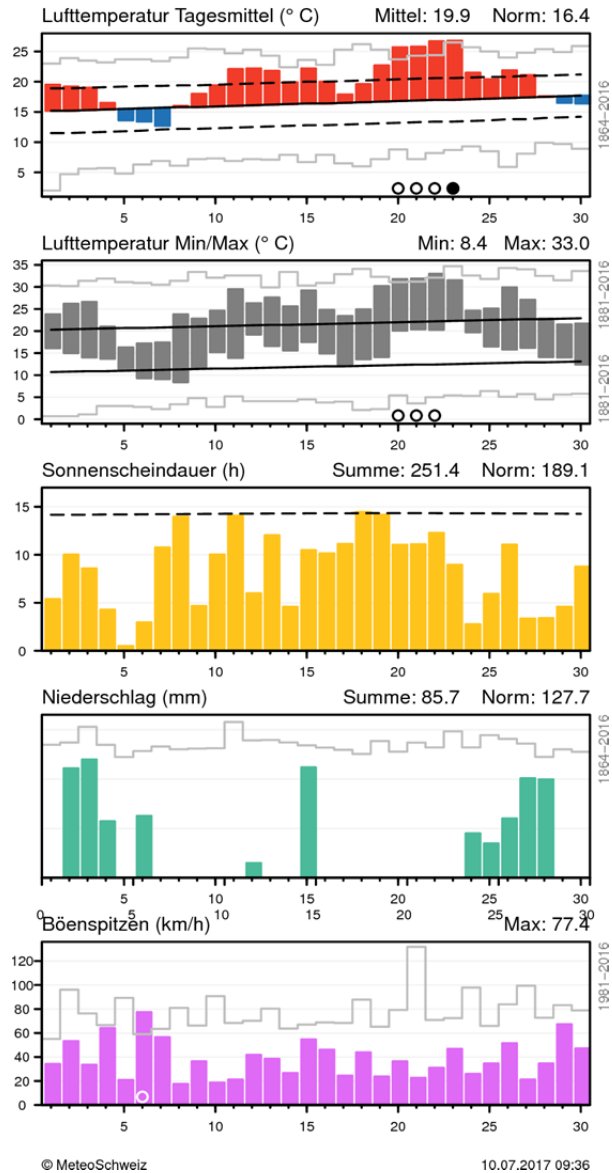 Lufttemperatur Tagesmittel (° C) Mittel: 19.9 Norm: 16.4
25
20
15
10
5
5 10 15 20 25 30
1864-2016
Lufttemperatur Min/Max (° C) Min: 8.4 Max: 33.0
35
30
25
20
15
10
5
0
5 10 15 20 25 30
1881-2016
1881-2016
Sonnenscheindauer (h) Summe: 251.4 Norm: 189.1
15
10
5
0
5 10 15 20 25 30
Niederschlag (mm) Summe: 85.7 Norm: 127.7
1864-2016
0 5 10 15 20 25 30
Böenspitzen (km/h) Max: 77.4
120
100
80
60
40
20
0
5 10 15 20 25 30
1981-2016
© MeteoSchweiz 10.07.2017 09:36